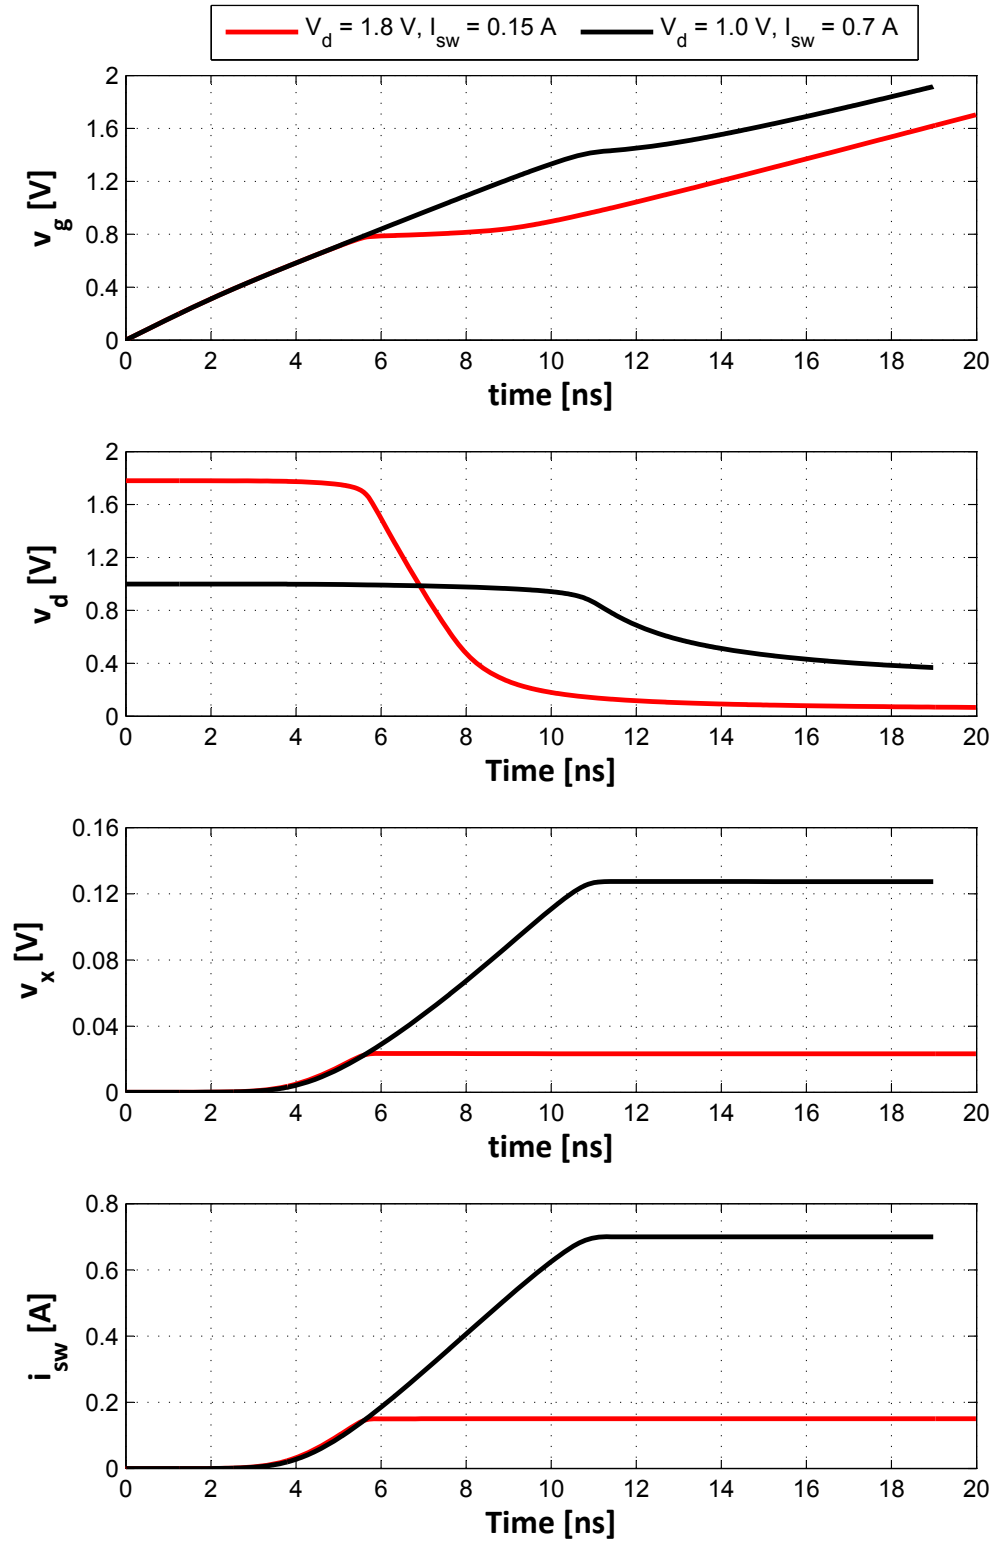 V_d = 1.8 V, I_sw = 0.15 A V_d = 1.0 V, I_sw = 0.7 A
2
1.6
1.2
0.8
0.4
0
v_g [V]
0 2 4 6 8 10 12 14 16 18 20
time [ns]
2
1.6
1.2
0.8
0.4
0
v_d [V]
0 2 4 6 8 10 12 14 16 18 20
Time [ns]
0.16
0.12
0.08
0.04
0
v_x [V]
0 2 4 6 8 10 12 14 16 18 20
time [ns]
0.8
0.6
0.4
0.2
0
i_sw [A]
0 2 4 6 8 10 12 14 16 18 20
Time [ns]